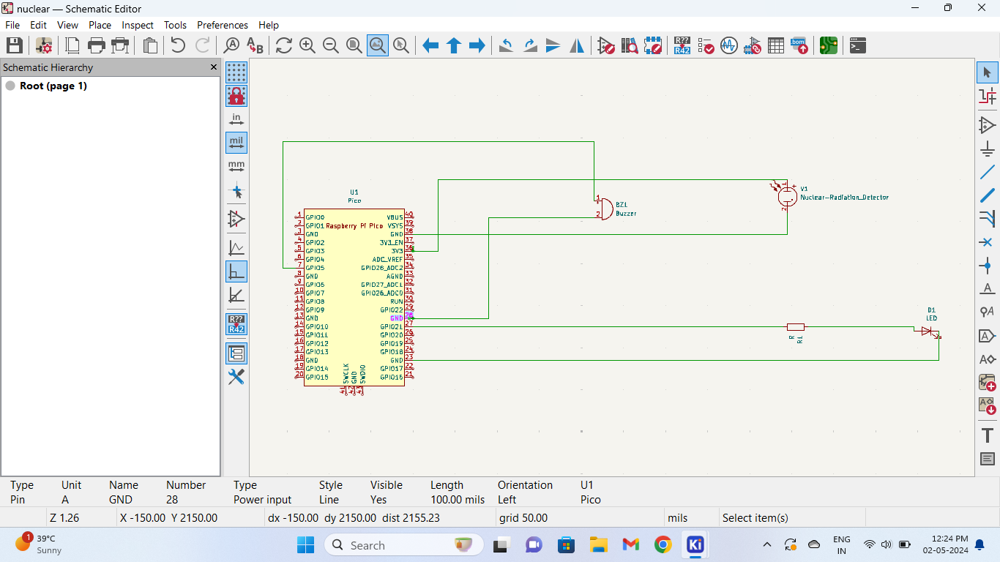 nuclear — Schematic Editor
File Edit View Place Inspect Tools Preferences Help
Schematic Hierarchy
Root (page 1)
in
mil
mm
R??
R42
R??
R42
.bom
A
A
A
A
U1
Pico
Raspberry Pi Pico
1 GPIO0
2 GPIO1
3 GND
4 GPIO2
5 GPIO3
6 GPIO4
7 GPIO5
8 GND
9 GPIO6
10 GPIO7
11 GPIO8
12 GPIO9
13 GND
14 GPIO10
15 GPIO11
16 GPIO12
17 GPIO13
18 GND
19 GPIO14
20 GPIO15
VBUS 40
VSYS 39
GND 38
3V3_EN 37
3V3 36
ADC_VREF 35
GPIO28_ADC2 34
AGND 33
GPIO27_ADC1 32
GPIO26_ADC0 31
RUN 30
GPIO22 29
GND 28
GPIO21 27
GPIO20 26
GPIO19 25
GPIO18 24
GND 23
GPIO17 22
GPIO16 21
SWCLK 41
GND 42
SWDIO 43
1
2
BZ1
Buzzer
1
+
2
V1
Nuclear-Radiation_Detector
R
R1
D1
LED
Type Unit Name Number Type Style Visible Length Orientation U1
Pin A GND 28 Power input Line Yes 100.00 mils Left Pico
Z 1.26 X -150.00 Y 2150.00 dx -150.00 dy 2150.00 dist 2155.23 grid 50.00 mils Select item(s)
1
39°C
Sunny
Search
Ki
ENG
IN
12:24 PM
02-05-2024